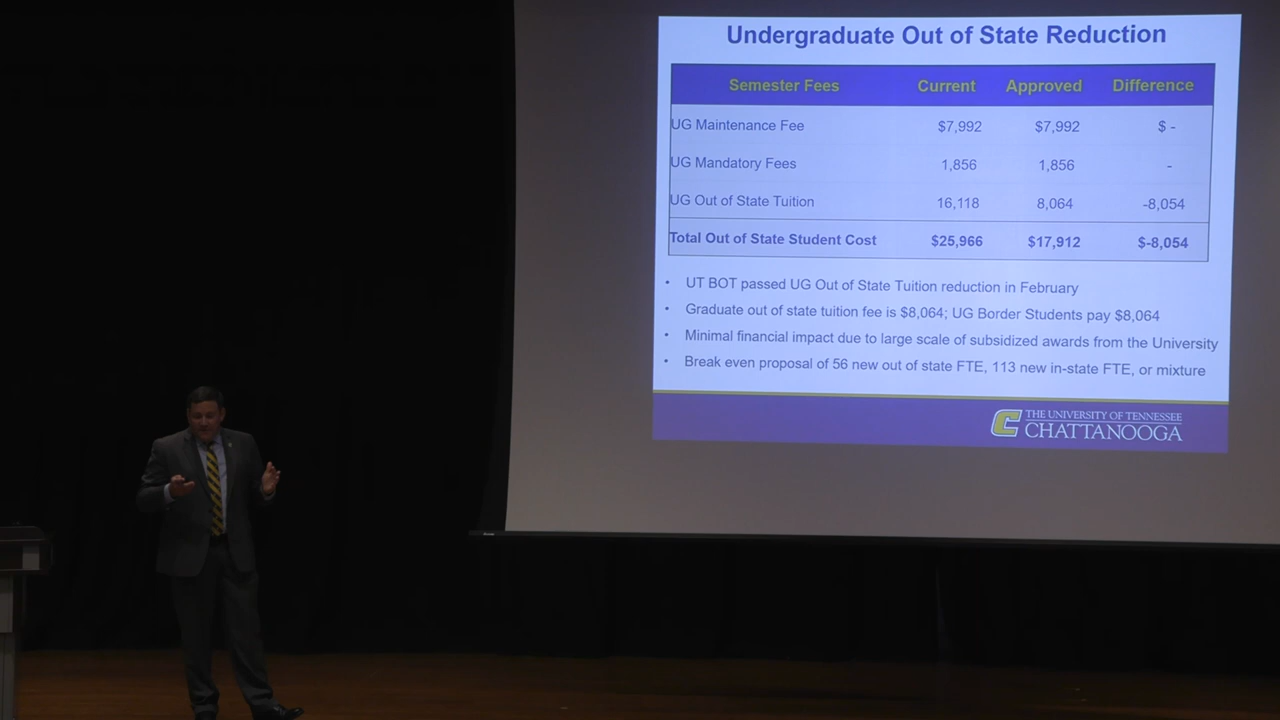 Undergraduate Out of State Reduction
Semester Fees Current Approved Difference
UG Maintenance Fee $7,992 $7,992 $ -
UG Mandatory Fees 1,856 1,856 -
UG Out of State Tuition 16,118 8,064 -8,054
Total Out of State Student Cost $25,966 $17,912 $-8,054
• UT BOT passed UG Out of State Tuition reduction in February
• Graduate out of state tuition fee is $8,064; UG Border Students pay $8,064
• Minimal financial impact due to large scale of subsidized awards from the University
• Break even proposal of 56 new out of state FTE, 113 new in-state FTE, or mixture
C THE UNIVERSITY OF TENNESSEE
CHATTANOOGA